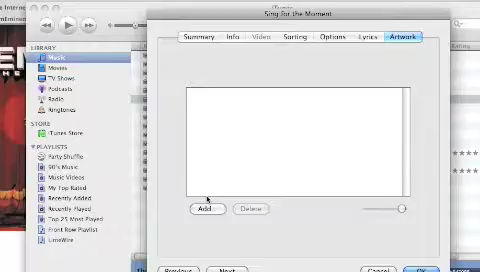 Sing for the Moment
Summary
Info
Video
Sorting
Options
Lyrics
Artwork
LIBRARY
Music
Movies
TV Shows
Podcasts
Radio
Ringtones
STORE
iTunes Store
PLAYLISTS
Party Shuffle
90's Music
Music Videos
My Top Rated
Recently Added
Recently Played
Top 25 Most Played
Front Row Playlist
LimeWire
Add...
Delete
Previous
Next
Cancel
OK